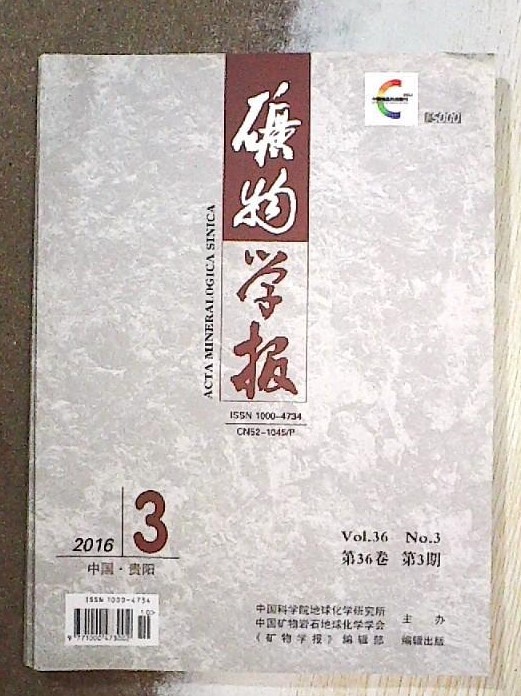 矿物学报
ACTA MINERALOGICA SINICA
ISSN 1000-4734
CN52-1045/P
2016 3
中国·贵阳
Vol.36 No.3
第36卷 第3期
ISSN 1000-4734
中国科学院地球化学研究所
中国矿物岩石地球化学学会 主办
《矿物学报》编辑部 编辑出版